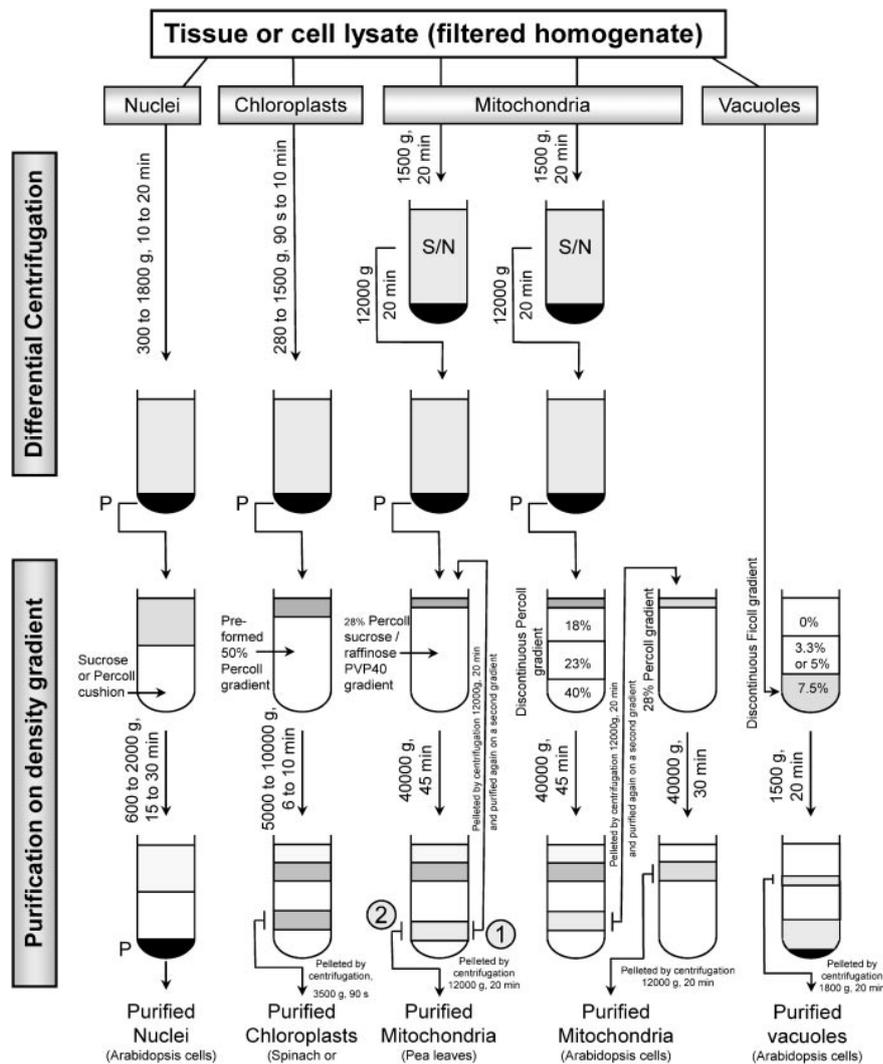 Tissue or cell lysate (filtered homogenate)
Nuclei
Chloroplasts
Mitochondria
Vacuoles
Differential Centrifugation
300 to 1800 g, 10 to 20 min
280 to 1500 g, 90 s to 10 min
1500 g,
20 min
1500 g,
20 min
S/N
S/N
12000 g
20 min
12000 g
20 min
P
P
P
P
Purification on density gradient
Sucrose
or Percoll
cushion
Pre-
formed
50%
Percoll
gradient
28% Percoll
sucrose /
raffinose
PVP40
gradient
Pelleted by centrifugation 12000g, 20 min
and purified again on a second gradient
Discontinuous Percoll
gradient
18%
23%
40%
Pelleted by centrifugation 12000g, 20 min
and purified again on a second gradient
28% Percoll gradient
Discontinuous Ficoll gradient
0%
3.3%
or 5%
7.5%
600 to 2000 g,
15 to 30 min
5000 to 10000 g,
6 to 10 min
40000 g,
45 min
40000 g,
45 min
40000 g,
30 min
1500 g,
20 min
P
2
1
Pelleted by
centrifugation,
3500 g, 90 s
Pelleted by
centrifugation
12000 g, 20 min
Pelleted by
centrifugation
12000 g, 20 min
Pelleted by
centrifugation
1800 g, 20 min
Purified
Nuclei
(Arabidopsis cells)
Purified
Chloroplasts
(Spinach or
Purified
Mitochondria
(Pea leaves)
Purified
Mitochondria
(Arabidopsis cells)
Purified
vacuoles
(Arabidopsis cells)